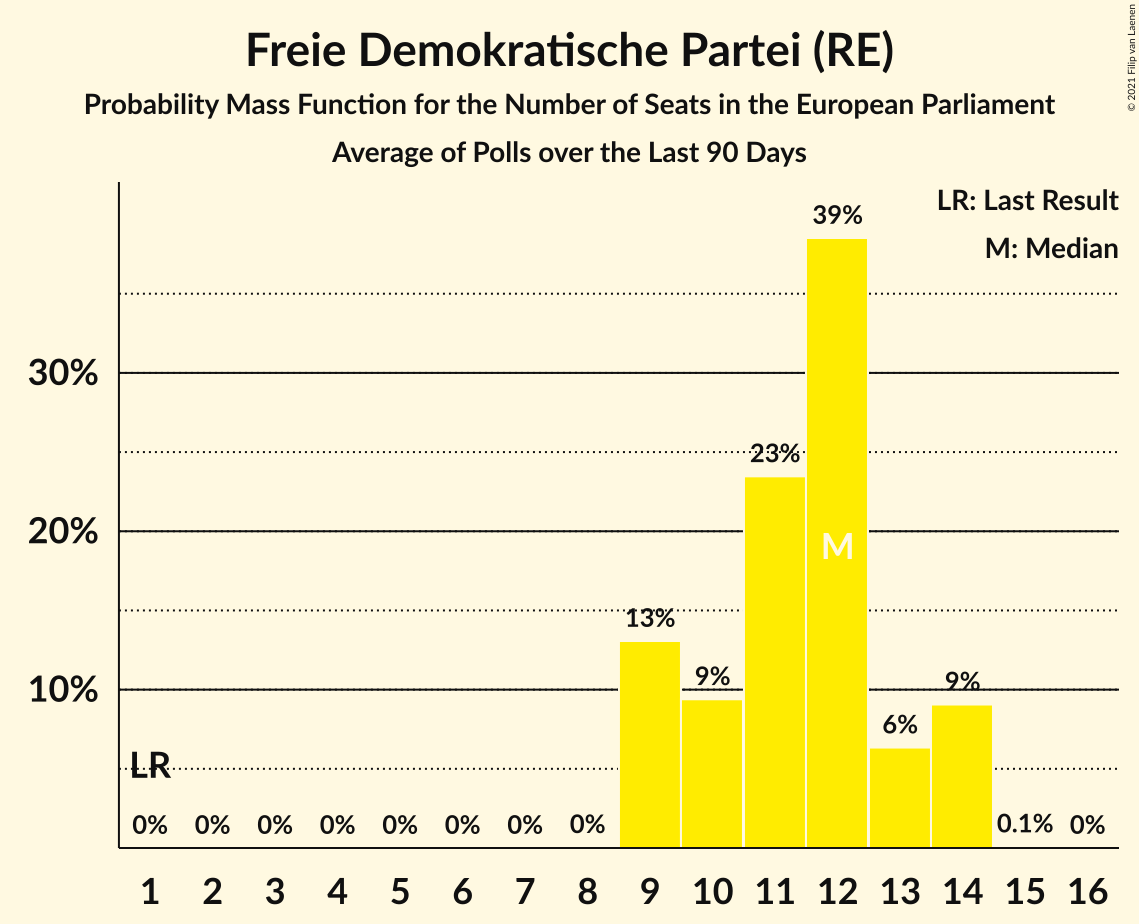 Freie Demokratische Partei (RE)
Probability Mass Function for the Number of Seats in the European Parliament
Average of Polls over the Last 90 Days
© 2021 Filip van Laenen
LR: Last Result
M: Median
39%
30%
23%
20%
M
13%
9%
9%
10%
6%
LR
0% 0% 0% 0% 0% 0% 0% 0% 0.1% 0%
1 2 3 4 5 6 7 8 9 10 11 12 13 14 15 16